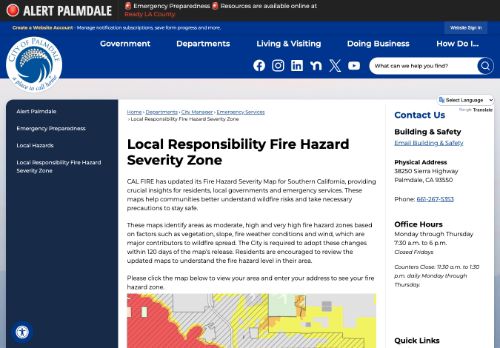 ALERT PALMDALE
🚨 Emergency Preparedness 🚨 Resources are available online at
Ready LA County.
Create a Website Account - Manage notification subscriptions, save form progress and more.
Website Sign In
CITY OF PALMDALE
a place to call home
Government
Departments
Living & Visiting
Doing Business
How Do I...
What can we help you find?
Select Language
Google Translate
Alert Palmdale
Emergency Preparedness
Local Hazards
Local Responsibility Fire Hazard
Severity Zone
Home › Departments › City Manager › Emergency Services
› Local Responsibility Fire Hazard Severity Zone
Local Responsibility Fire Hazard
Severity Zone
CAL FIRE has updated its Fire Hazard Severity Map for Southern California, providing
crucial insights for residents, local governments and emergency services. These
maps help communities better understand wildfire risks and take necessary
precautions to stay safe.
These maps identify areas as moderate, high and very high fire hazard zones based
on factors such as vegetation, slope, fire weather conditions and wind, which are
major contributors to wildfire spread. The City is required to adopt these changes
within 120 days of the map's release. Residents are encouraged to review the
updated maps to understand the fire hazard level in their area.
Please click the map below to view your area and enter your address to see your fire
hazard zone.
Contact Us
Building & Safety
Email Building & Safety
Physical Address
38250 Sierra Highway
Palmdale, CA 93550
Phone: 661-267-5353
Office Hours
Monday through Thursday
7:30 a.m. to 6 p.m.
Closed Fridays
Counters Close: 11:30 a.m. to 1:30
p.m. daily Monday through
Thursday.
Quick Links